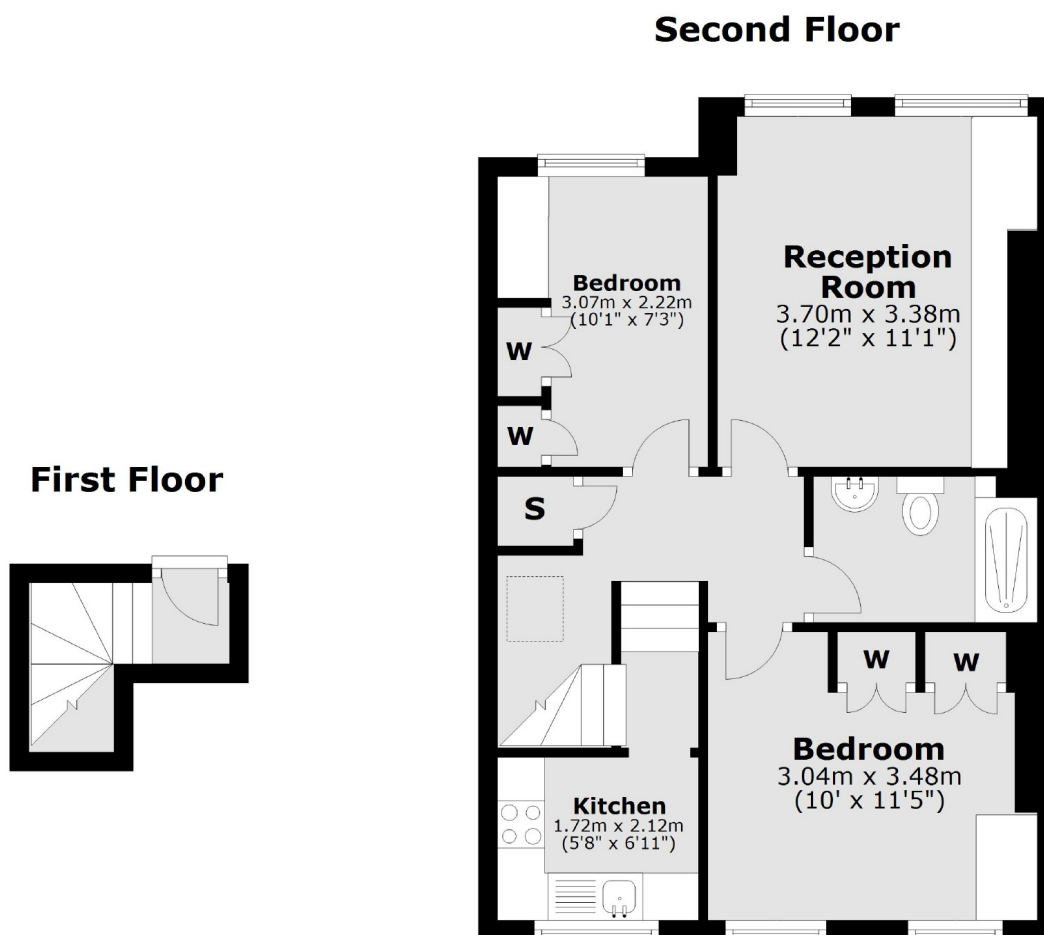 Second Floor
Reception
Room
3.70m x 3.38m
(12'2" x 11'1")
Bedroom
3.07m x 2.22m
(10'1" x 7'3")
W
W
S
First Floor
W
W
Bedroom
3.04m x 3.48m
(10' x 11'5")
Kitchen
1.72m x 2.12m
(5'8" x 6'11")